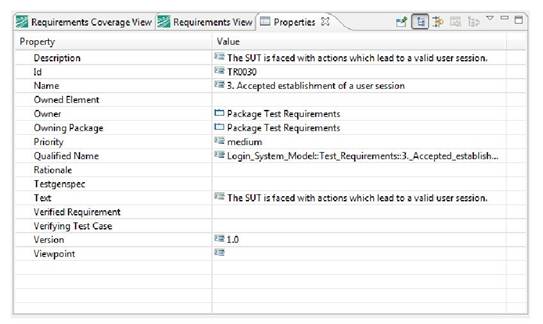 Requirements Coverage View Requirements View Properties
Property Value
Description The SUT is faced with actions which lead to a valid user session.
Id TR0030
Name 3. Accepted establishment of a user session
Owned Element
Owner Package Test Requirements
Owning Package Package Test Requirements
Priority medium
Qualified Name Login_System_Model::Test_Requirements::3._Accepted_establish...
Rationale
Testgenspec
Text The SUT is faced with actions which lead to a valid user session.
Verified Requirement
Verifying Test Case
Version 1.0
Viewpoint